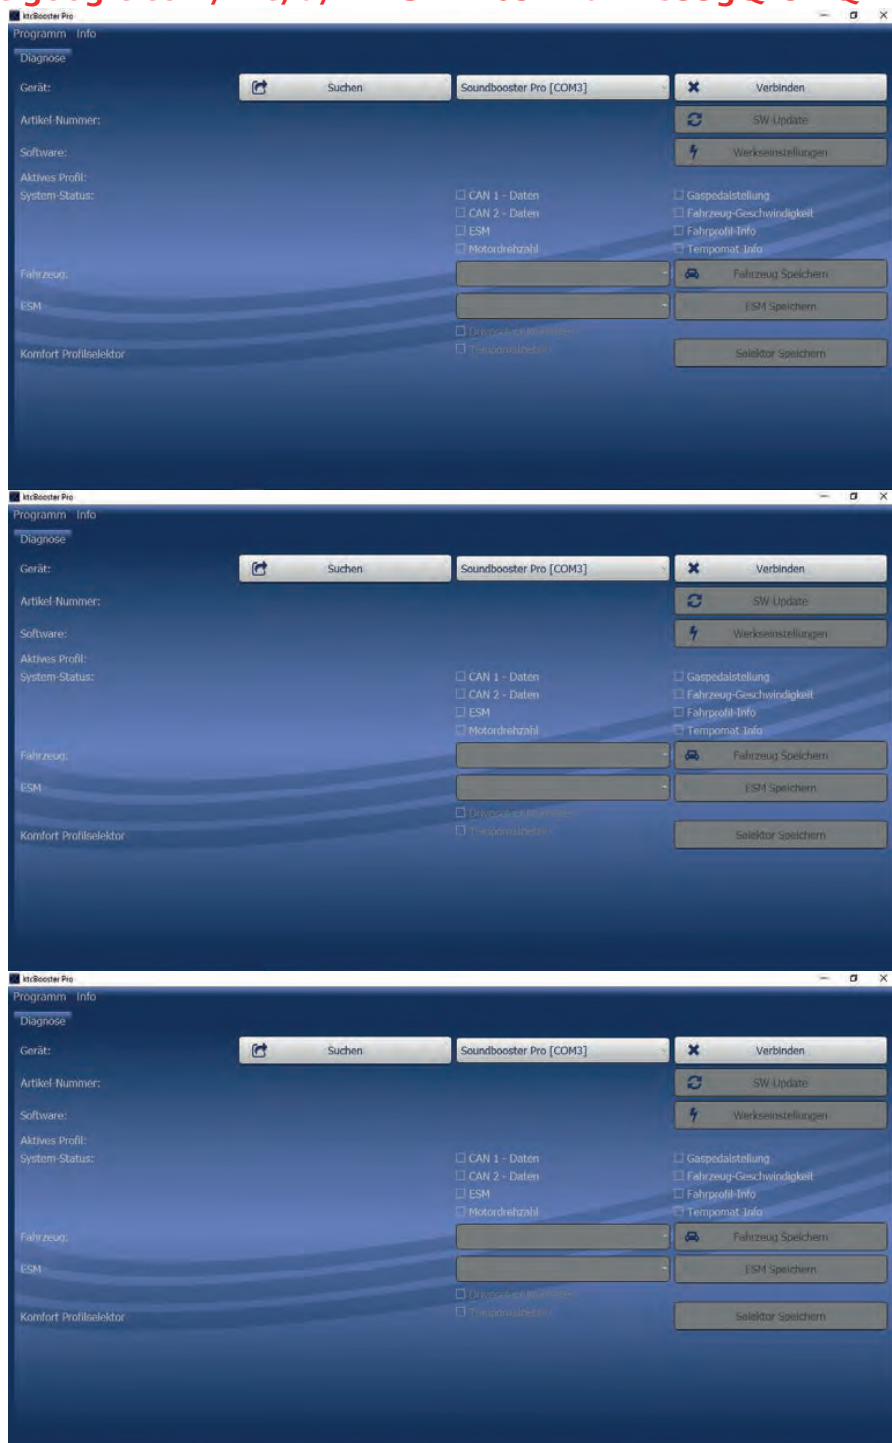 ktcBooster Pro
Programm Info
Diagnose
Gerät: Suchen Soundbooster Pro [COM3] Verbinden
Artikel-Nummer: SW-Update
Software: Werkseinstellungen
Aktives Profil:
System-Status: CAN 1 - Daten Gaspedalstellung
CAN 2 - Daten Fahrzeug-Geschwindigkeit
ESM Fahrprofil-Info
Motordrehzahl Tempomat Info
Fahrzeug: Fahrzeug Speichern
ESM ESM Speichern
Komfort Profilselektor Selektor Speichern
ktcBooster Pro
Programm Info
Diagnose
Gerät: Suchen Soundbooster Pro [COM3] Verbinden
Artikel-Nummer: SW-Update
Software: Werkseinstellungen
Aktives Profil:
System-Status: CAN 1 - Daten Gaspedalstellung
CAN 2 - Daten Fahrzeug-Geschwindigkeit
ESM Fahrprofil-Info
Motordrehzahl Tempomat Info
Fahrzeug: Fahrzeug Speichern
ESM ESM Speichern
Komfort Profilselektor Selektor Speichern
ktcBooster Pro
Programm Info
Diagnose
Gerät: Suchen Soundbooster Pro [COM3] Verbinden
Artikel-Nummer: SW-Update
Software: Werkseinstellungen
Aktives Profil:
System-Status: CAN 1 - Daten Gaspedalstellung
CAN 2 - Daten Fahrzeug-Geschwindigkeit
ESM Fahrprofil-Info
Motordrehzahl Tempomat Info
Fahrzeug: Fahrzeug Speichern
ESM ESM Speichern
Komfort Profilselektor Selektor Speichern